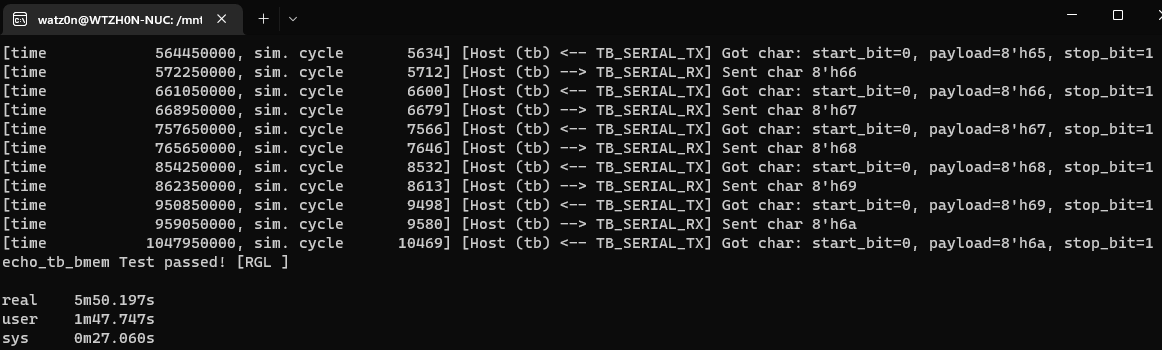 watz0n@WTZH0N-NUC: /mnt
[time 564450000, sim. cycle 5634] [Host (tb) <-- TB_SERIAL_TX] Got char: start_bit=0, payload=8'h65, stop_bit=1
[time 572250000, sim. cycle 5712] [Host (tb) --> TB_SERIAL_RX] Sent char 8'h66
[time 661050000, sim. cycle 6600] [Host (tb) <-- TB_SERIAL_TX] Got char: start_bit=0, payload=8'h66, stop_bit=1
[time 668950000, sim. cycle 6679] [Host (tb) --> TB_SERIAL_RX] Sent char 8'h67
[time 757650000, sim. cycle 7566] [Host (tb) <-- TB_SERIAL_TX] Got char: start_bit=0, payload=8'h67, stop_bit=1
[time 765650000, sim. cycle 7646] [Host (tb) --> TB_SERIAL_RX] Sent char 8'h68
[time 854250000, sim. cycle 8532] [Host (tb) <-- TB_SERIAL_TX] Got char: start_bit=0, payload=8'h68, stop_bit=1
[time 862350000, sim. cycle 8613] [Host (tb) --> TB_SERIAL_RX] Sent char 8'h69
[time 950850000, sim. cycle 9498] [Host (tb) <-- TB_SERIAL_TX] Got char: start_bit=0, payload=8'h69, stop_bit=1
[time 959050000, sim. cycle 9580] [Host (tb) --> TB_SERIAL_RX] Sent char 8'h6a
[time 1047950000, sim. cycle 10469] [Host (tb) <-- TB_SERIAL_TX] Got char: start_bit=0, payload=8'h6a, stop_bit=1
echo_tb_bmem Test passed! [RGL ]
real 5m50.197s
user 1m47.747s
sys 0m27.060s